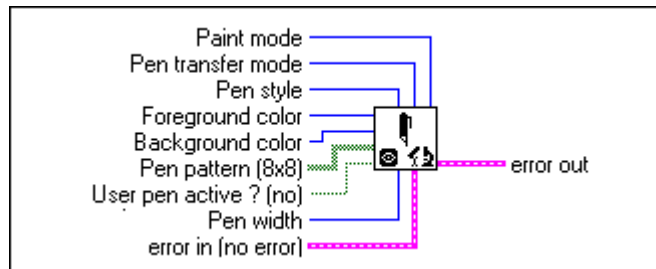 Paint mode
Pen transfer mode
Pen style
Foreground color
Background color
Pen pattern (8x8)
User pen active ? (no)
Pen width
error in (no error)
error out